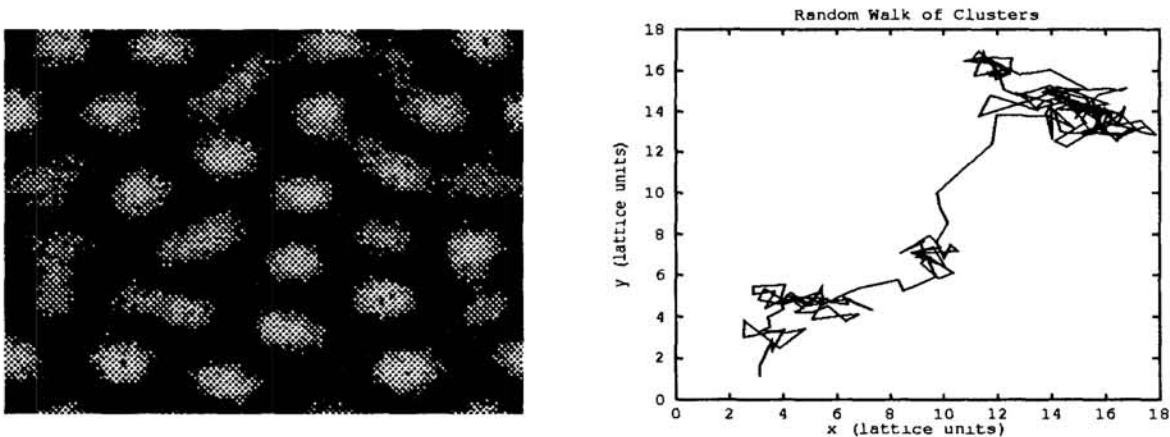 Random Walk of Clusters
18
16
14
12
10
8
6
4
2
0
y (lattice units)
0 2 4 6 8 10 12 14 16 18
x (lattice units)